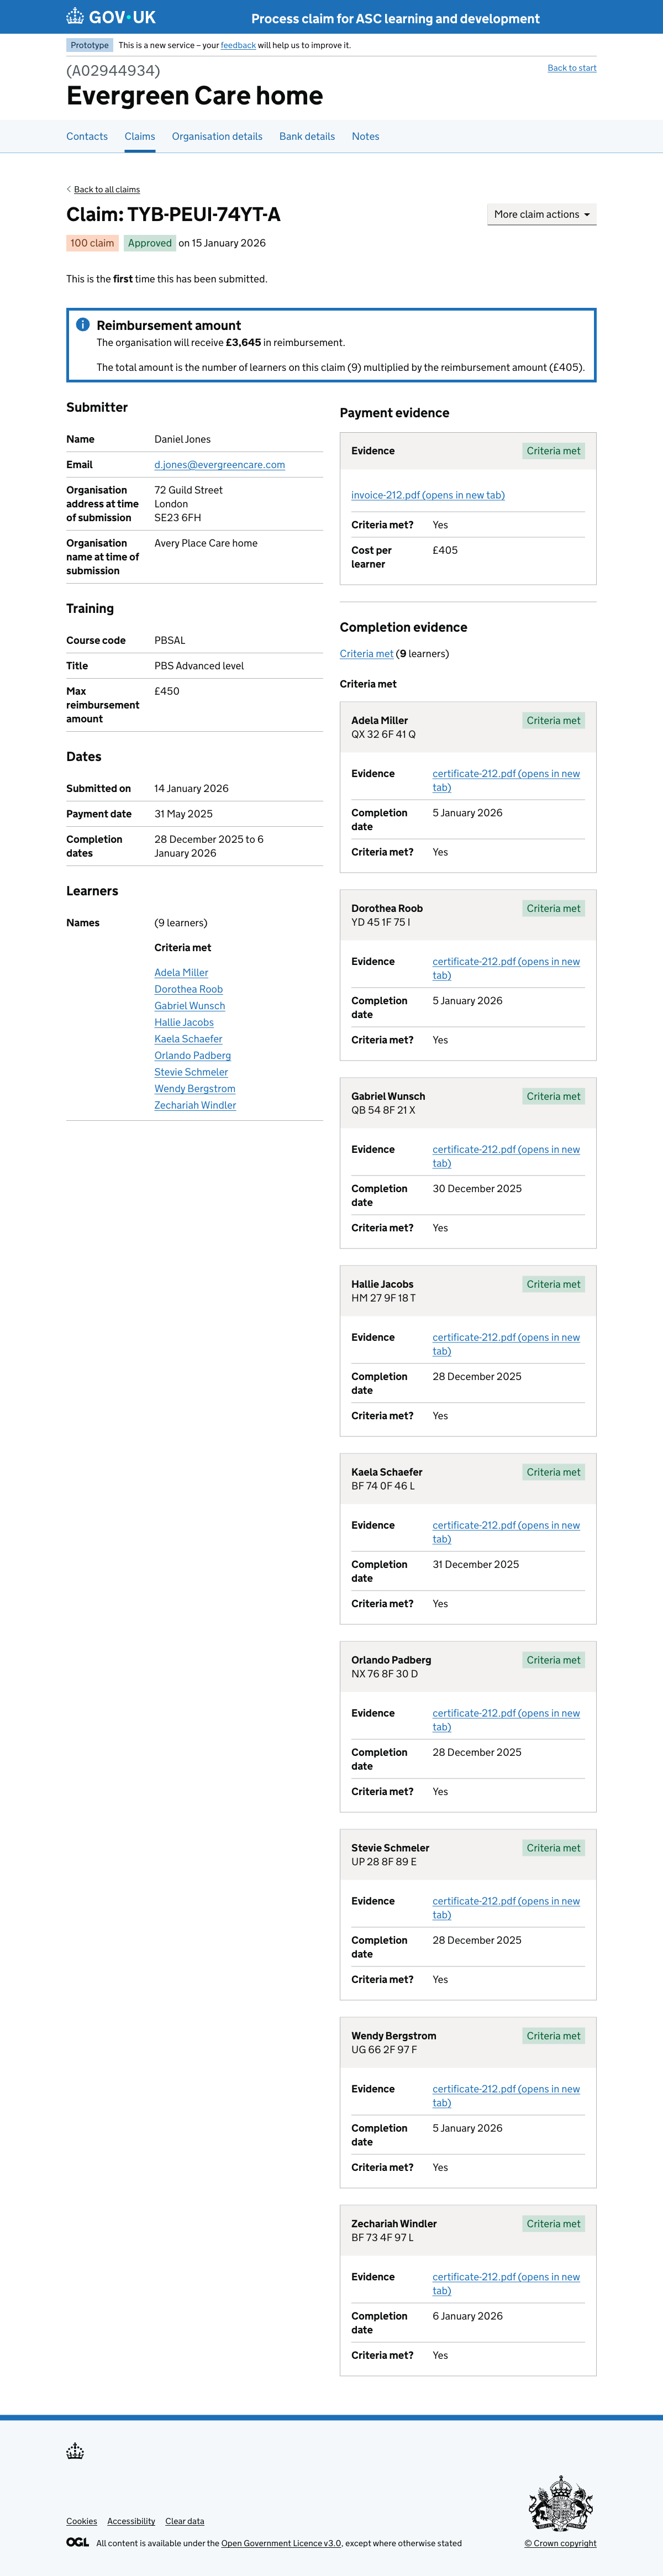 GOV·UK
Process claim for ASC learning and development
Prototype
This is a new service – your feedback will help us to improve it.
(A02944934)
Back to start
Evergreen Care home
Contacts
Claims
Organisation details
Bank details
Notes
Back to all claims
Claim: TYB-PEUI-74YT-A
More claim actions
100 claim
Approved
on 15 January 2026
This is the first time this has been submitted.
Reimbursement amount
The organisation will receive £3,645 in reimbursement.
The total amount is the number of learners on this claim (9) multiplied by the reimbursement amount (£405).
Submitter
Name
Daniel Jones
Email
d.jones@evergreencare.com
Organisation
address at time
of submission
72 Guild Street
London
SE23 6FH
Organisation
name at time of
submission
Avery Place Care home
Training
Course code
PBSAL
Title
PBS Advanced level
Max
reimbursement
amount
£450
Dates
Submitted on
14 January 2026
Payment date
31 May 2025
Completion
dates
28 December 2025 to 6
January 2026
Learners
Names
(9 learners)
Criteria met
Adela Miller
Dorothea Roob
Gabriel Wunsch
Hallie Jacobs
Kaela Schaefer
Orlando Padberg
Stevie Schmeler
Wendy Bergstrom
Zechariah Windler
Payment evidence
Evidence
Criteria met
invoice-212.pdf (opens in new tab)
Criteria met?
Yes
Cost per
learner
£405
Completion evidence
Criteria met (9 learners)
Criteria met
Adela Miller
QX 32 6F 41 Q
Criteria met
Evidence
certificate-212.pdf (opens in new
tab)
Completion
date
5 January 2026
Criteria met?
Yes
Dorothea Roob
YD 45 1F 75 I
Criteria met
Evidence
certificate-212.pdf (opens in new
tab)
Completion
date
5 January 2026
Criteria met?
Yes
Gabriel Wunsch
QB 54 8F 21 X
Criteria met
Evidence
certificate-212.pdf (opens in new
tab)
Completion
date
30 December 2025
Criteria met?
Yes
Hallie Jacobs
HM 27 9F 18 T
Criteria met
Evidence
certificate-212.pdf (opens in new
tab)
Completion
date
28 December 2025
Criteria met?
Yes
Kaela Schaefer
BF 74 0F 46 L
Criteria met
Evidence
certificate-212.pdf (opens in new
tab)
Completion
date
31 December 2025
Criteria met?
Yes
Orlando Padberg
NX 76 8F 30 D
Criteria met
Evidence
certificate-212.pdf (opens in new
tab)
Completion
date
28 December 2025
Criteria met?
Yes
Stevie Schmeler
UP 28 8F 89 E
Criteria met
Evidence
certificate-212.pdf (opens in new
tab)
Completion
date
28 December 2025
Criteria met?
Yes
Wendy Bergstrom
UG 66 2F 97 F
Criteria met
Evidence
certificate-212.pdf (opens in new
tab)
Completion
date
5 January 2026
Criteria met?
Yes
Zechariah Windler
BF 73 4F 97 L
Criteria met
Evidence
certificate-212.pdf (opens in new
tab)
Completion
date
6 January 2026
Criteria met?
Yes
Cookies
Accessibility
Clear data
OGL
All content is available under the Open Government Licence v3.0, except where otherwise stated
© Crown copyright